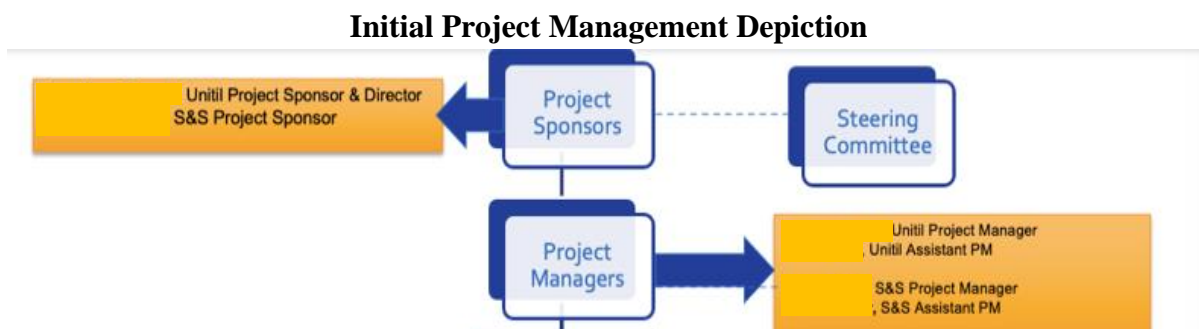 Initial Project Management Depiction
Unitil Project Sponsor & Director
S&S Project Sponsor
Project
Sponsors
Steering
Committee
Project
Managers
Unitil Project Manager
, Unitil Assistant PM
S&S Project Manager
, S&S Assistant PM